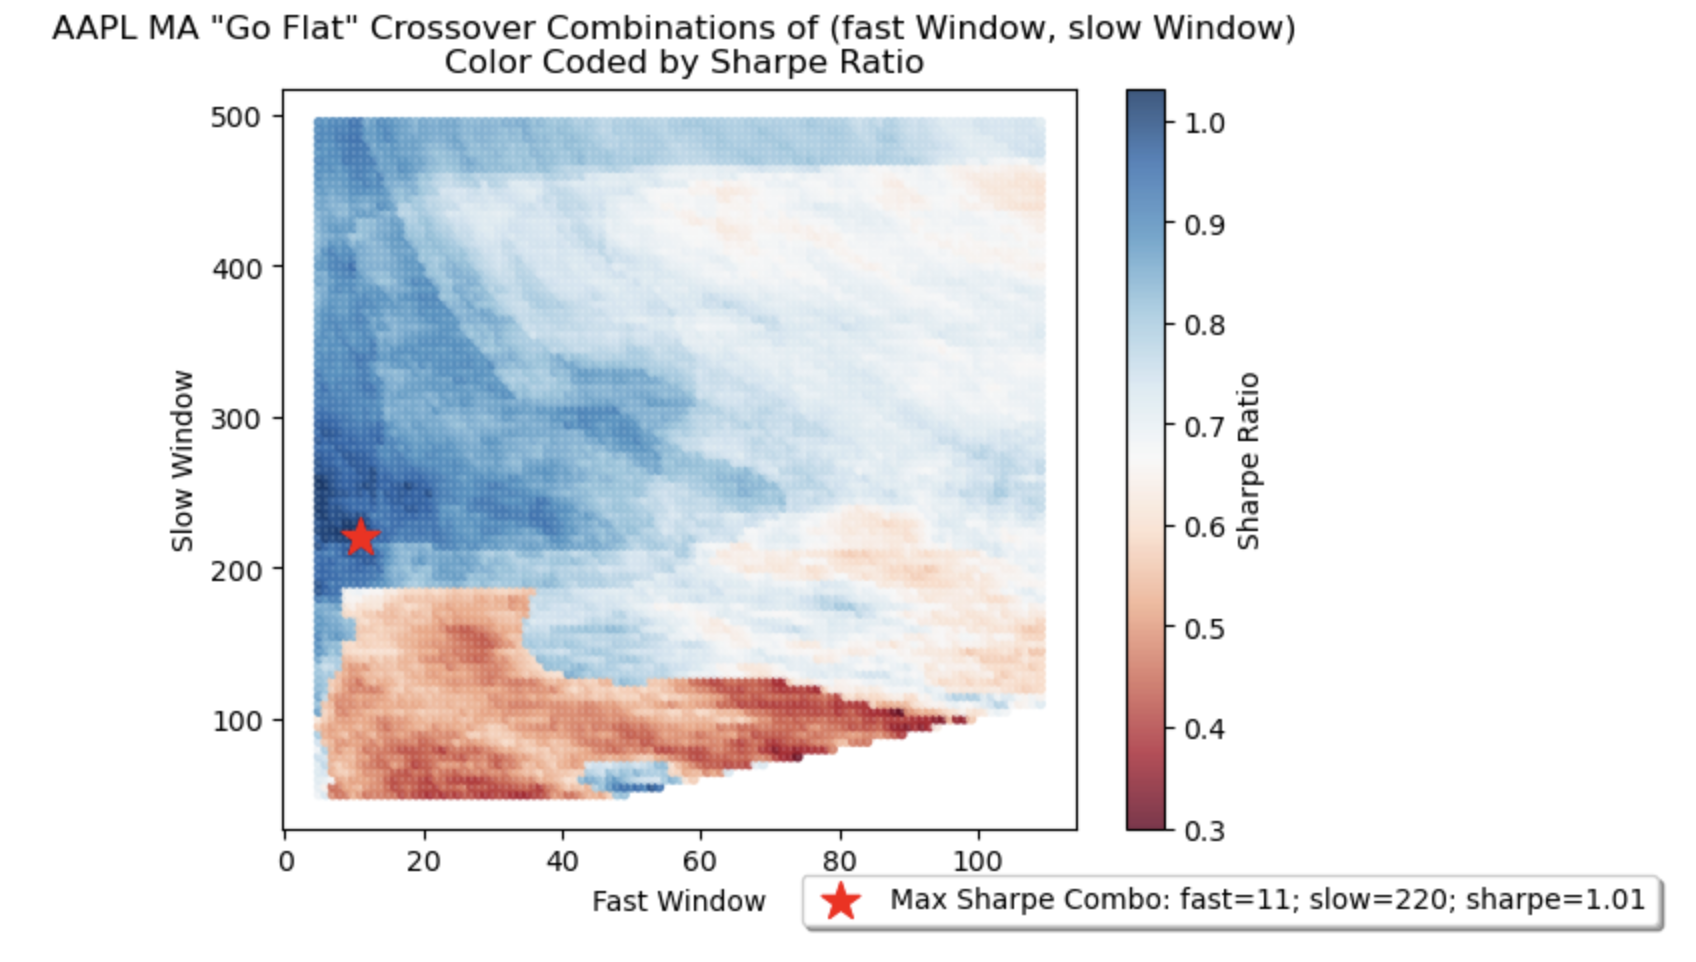 AAPL MA "Go Flat" Crossover Combinations of (fast Window, slow Window)
Color Coded by Sharpe Ratio
500
400
300
200
100
Slow Window
0 20 40 60 80 100
Fast Window
1.0
0.9
0.8
0.7
0.6
0.5
0.4
0.3
Sharpe Ratio
Max Sharpe Combo: fast=11; slow=220; sharpe=1.01